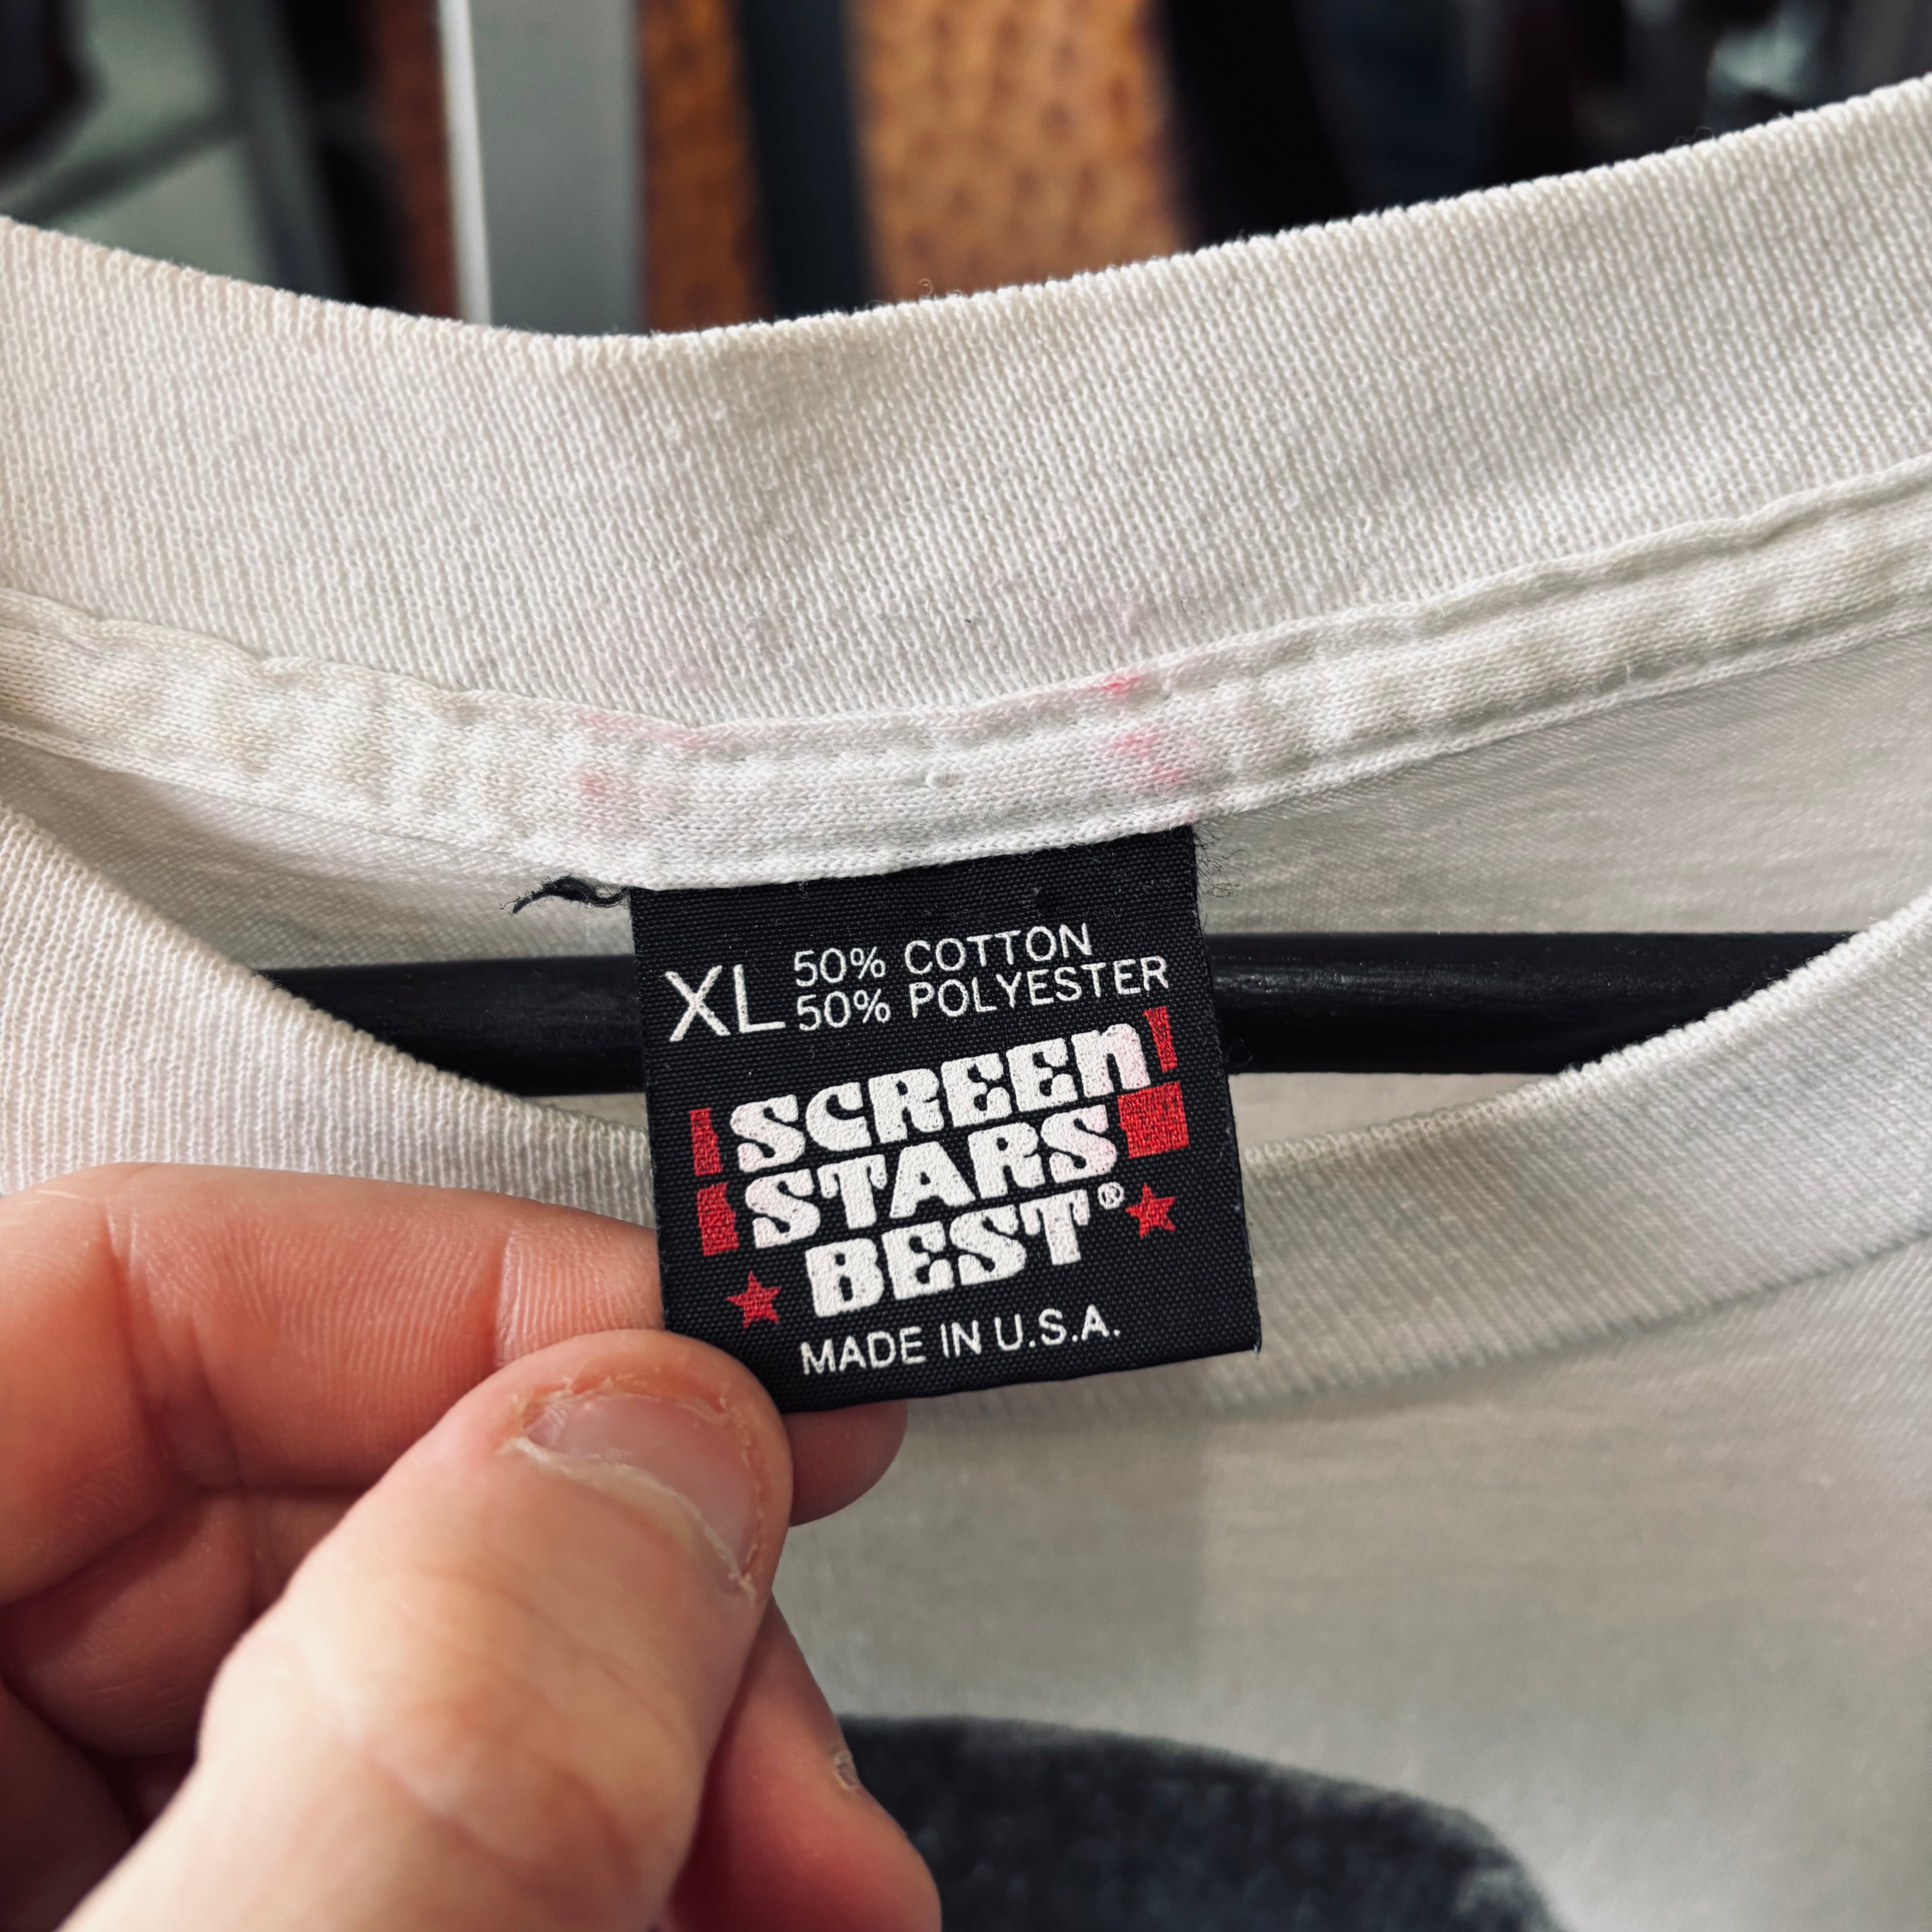 XL 50% COTTON
50% POLYESTER
SCREEN
STARS
BEST®
MADE IN U.S.A.